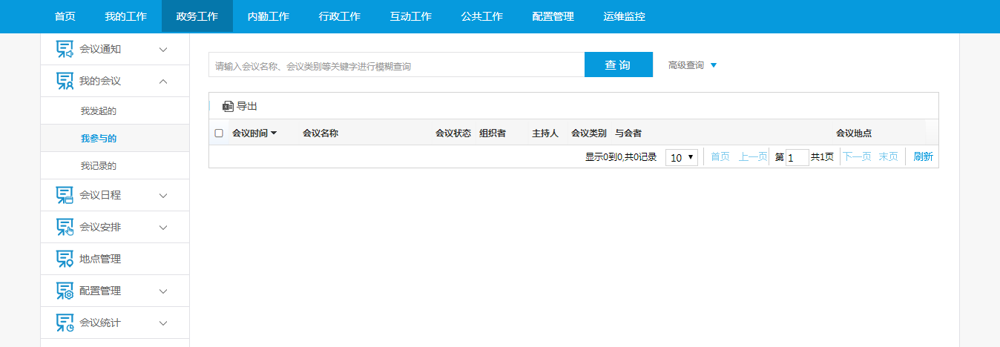 首页 我的工作 政务工作 内勤工作 行政工作 互动工作 公共工作 配置管理 运维监控
会议通知
我的会议
我发起的
我参与的
我记录的
会议日程
会议安排
地点管理
配置管理
会议统计
请输入会议名称、会议类别等关键字进行模糊查询 查 询 高级查询
导出
会议时间 会议名称 会议状态 组织者 主持人 会议类别 与会者 会议地点
显示0到0,共0记录 10 首页 上一页 第 1 共1页 下一页 末页 刷新